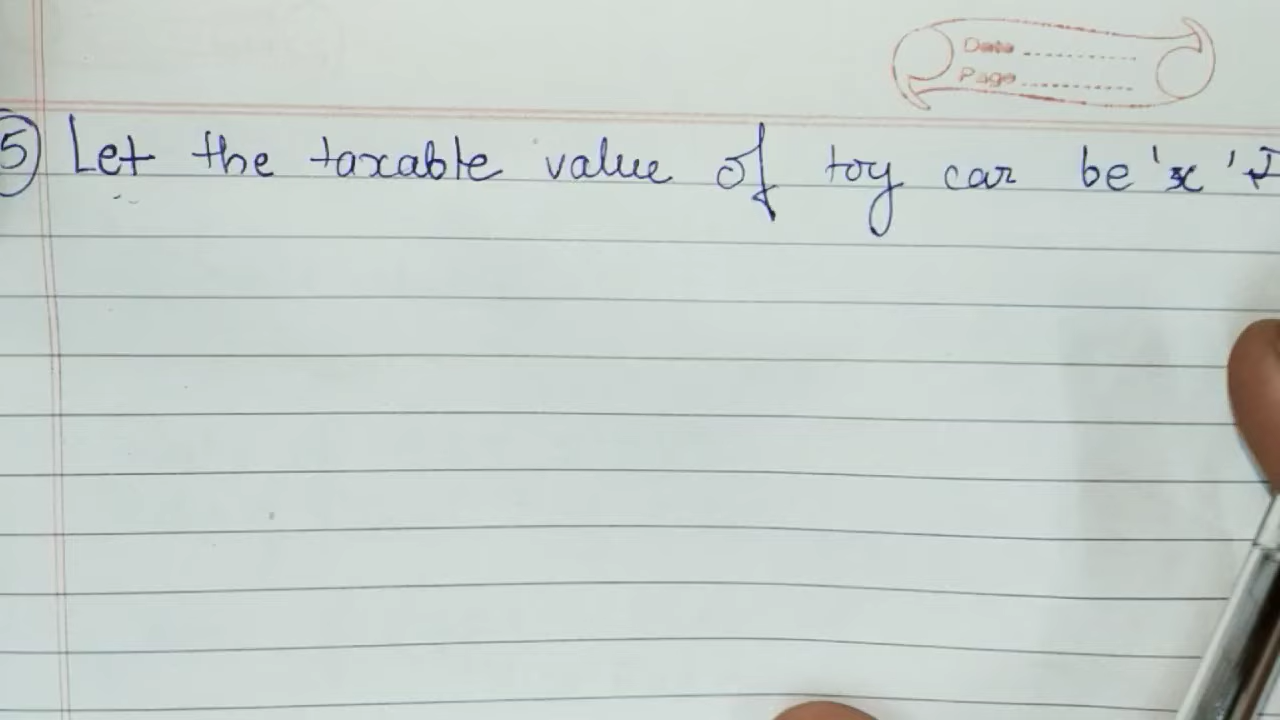 Date ............
Page ............
5 Let the taxable value of toy car be 'x' ₹